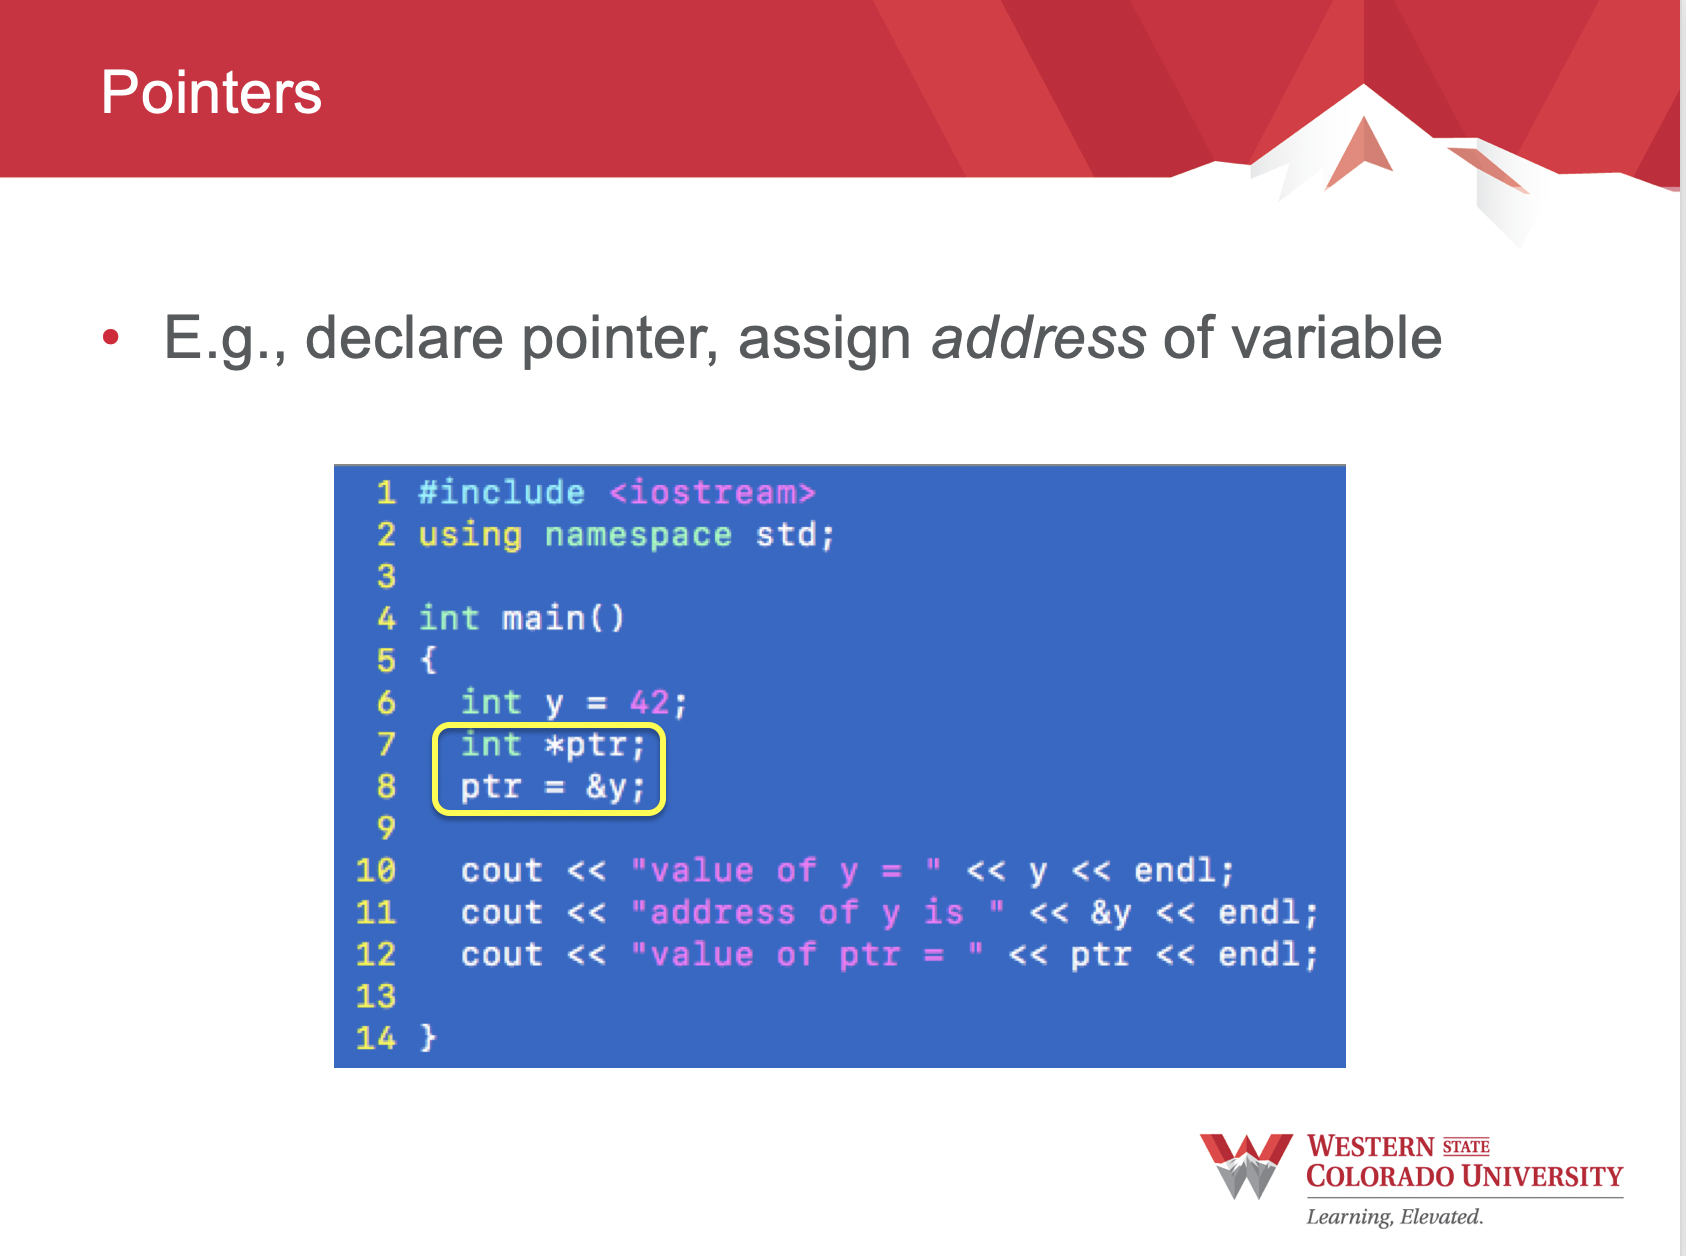 Pointers
• E.g., declare pointer, assign address of variable
1 #include <iostream>
2 using namespace std;
3
4 int main()
5 {
6   int y = 42;
7   int *ptr;
8   ptr = &y;
9
10   cout << "value of y = " << y << endl;
11   cout << "address of y is " << &y << endl;
12   cout << "value of ptr = " << ptr << endl;
13
14 }
WESTERN STATE
COLORADO UNIVERSITY
Learning, Elevated.